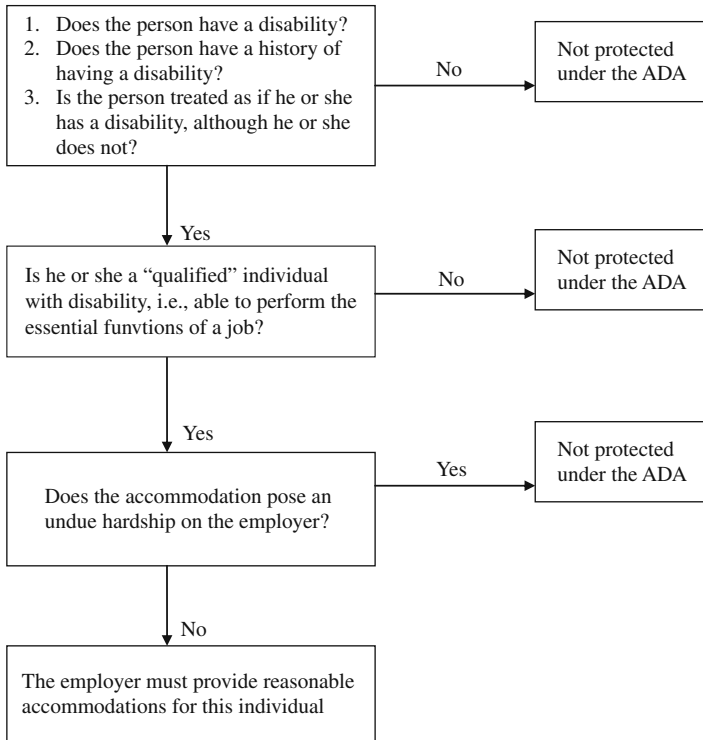 1. Does the person have a disability?
2. Does the person have a history of
having a disability?
3. Is the person treated as if he or she
has a disability, although he or she
does not?
No
Not protected
under the ADA
Yes
Is he or she a “qualified” individual
with disability, i.e., able to perform the
essential funvtions of a job?
No
Not protected
under the ADA
Yes
Does the accommodation pose an
undue hardship on the employer?
Yes
Not protected
under the ADA
No
The employer must provide reasonable
accommodations for this individual